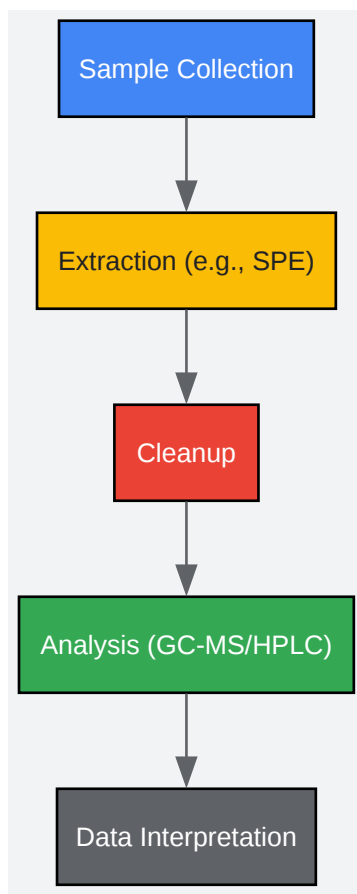 Sample Collection
Extraction (e.g., SPE)
Cleanup
Analysis (GC-MS/HPLC)
Data Interpretation